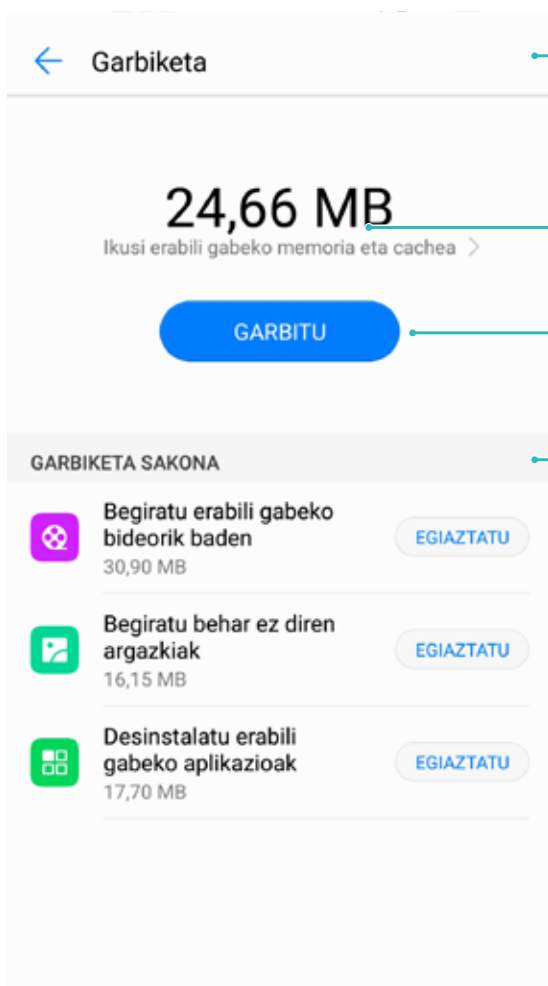 Garbiketa
24,66 MB
Ikusi erabili gabeko memoria eta cachea
GARBITU
GARBIKETA SAKONA
Begiratu erabili gabeko
bideorik baden
30,90 MB
EGIAZTATU
Begiratu behar ez diren
argazkiak
16,15 MB
EGIAZTATU
Desinstalatu erabili
gabeko aplikazioak
17,70 MB
EGIAZTATU